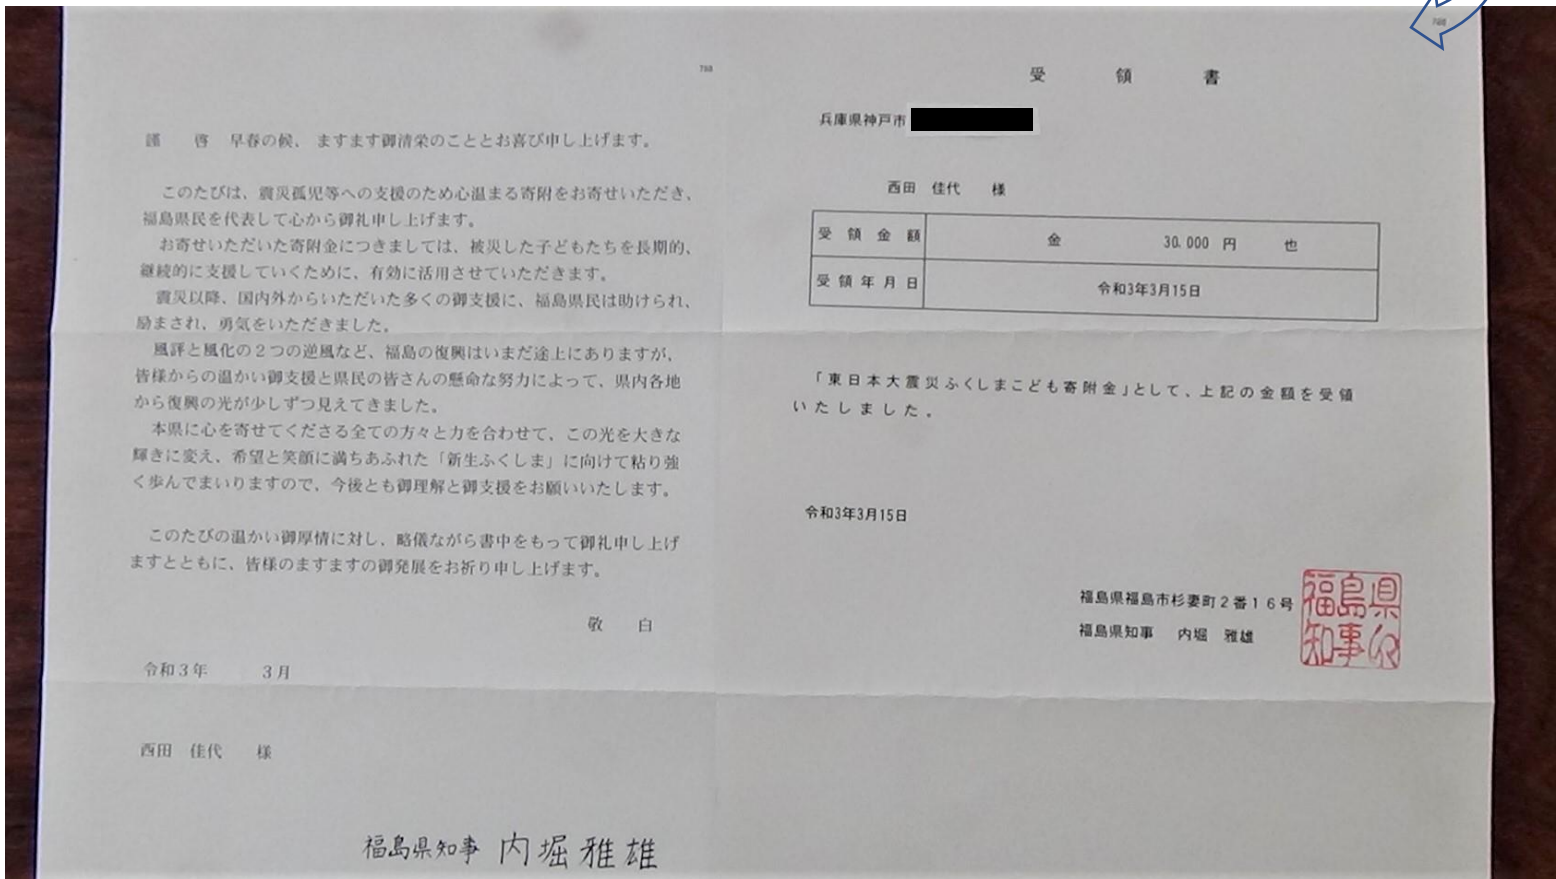 788
謹　啓　早春の候、ますます御清栄のこととお喜び申し上げます。
このたびは、震災孤児等への支援のため心温まる寄附をお寄せいただき、
福島県民を代表して心から御礼申し上げます。
お寄せいただいた寄附金につきましては、被災した子どもたちを長期的、
継続的に支援していくために、有効に活用させていただきます。
震災以降、国内外からいただいた多くの御支援に、福島県民は助けられ、
励まされ、勇気をいただきました。
風評と風化の２つの逆風など、福島の復興はいまだ途上にありますが、
皆様からの温かい御支援と県民の皆さんの懸命な努力によって、県内各地
から復興の光が少しずつ見えてきました。
本県に心を寄せてくださる全ての方々と力を合わせて、この光を大きな
輝きに変え、希望と笑顔に満ちあふれた「新生ふくしま」に向けて粘り強
く歩んでまいりますので、今後とも御理解と御支援をお願いいたします。
このたびの温かい御厚情に対し、略儀ながら書中をもって御礼申し上げ
ますとともに、皆様のますますの御発展をお祈り申し上げます。
敬　白
令和３年　３月
西田　佳代　様
福島県知事 内堀雅雄
788
受　領　書
兵庫県神戸市
西田　佳代　様
受領金額　金　30,000 円　也
受領年月日　令和3年3月15日
「東日本大震災ふくしまこども寄附金」として、上記の金額を受領
いたしました。
令和3年3月15日
福島県福島市杉妻町２番１６号
福島県知事　内堀　雅雄
福島県
知事印